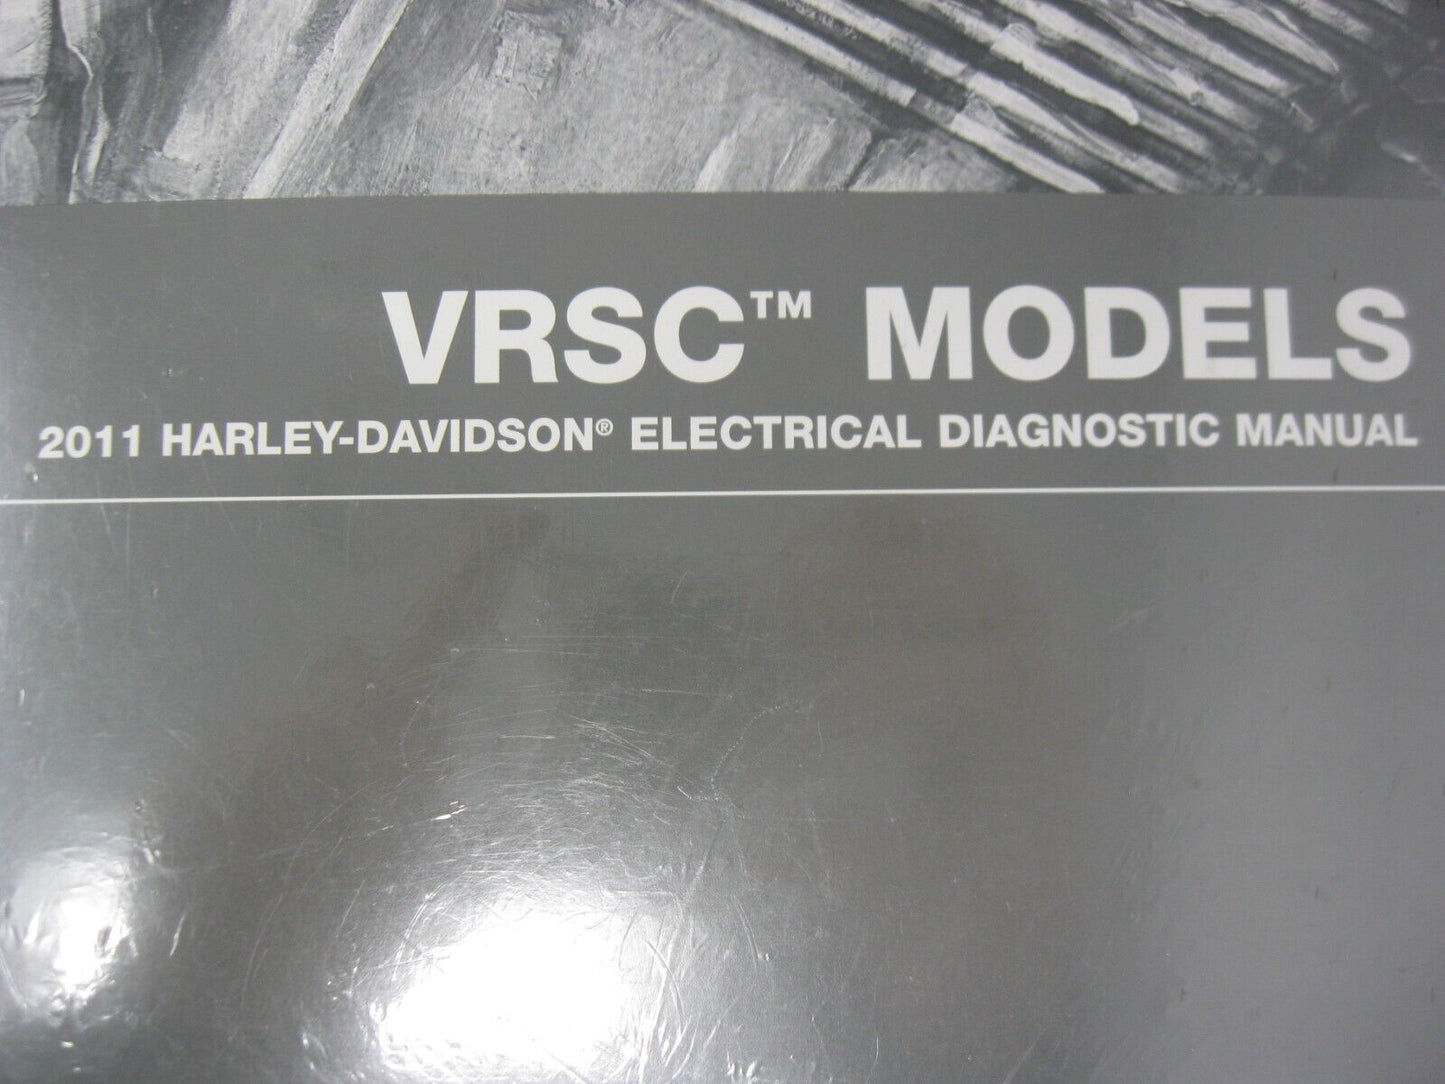 VRSC™ MODELS
2011 HARLEY-DAVIDSON® ELECTRICAL DIAGNOSTIC MANUAL